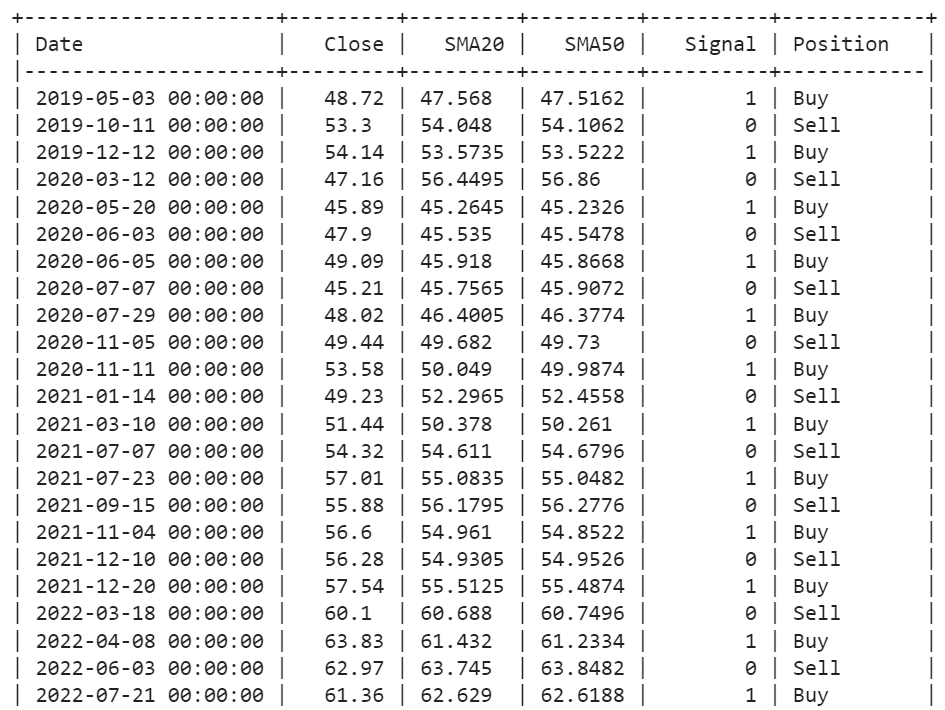 +---------------------+---------+---------+---------+----------+------------+
| Date                |   Close |   SMA20 |   SMA50 |   Signal | Position   |
|---------------------+---------+---------+---------+----------+------------|
| 2019-05-03 00:00:00 |   48.72 | 47.568  | 47.5162 |        1 | Buy        |
| 2019-10-11 00:00:00 |   53.3  | 54.048  | 54.1062 |        0 | Sell       |
| 2019-12-12 00:00:00 |   54.14 | 53.5735 | 53.5222 |        1 | Buy        |
| 2020-03-12 00:00:00 |   47.16 | 56.4495 | 56.86   |        0 | Sell       |
| 2020-05-20 00:00:00 |   45.89 | 45.2645 | 45.2326 |        1 | Buy        |
| 2020-06-03 00:00:00 |   47.9  | 45.535  | 45.5478 |        0 | Sell       |
| 2020-06-05 00:00:00 |   49.09 | 45.918  | 45.8668 |        1 | Buy        |
| 2020-07-07 00:00:00 |   45.21 | 45.7565 | 45.9072 |        0 | Sell       |
| 2020-07-29 00:00:00 |   48.02 | 46.4005 | 46.3774 |        1 | Buy        |
| 2020-11-05 00:00:00 |   49.44 | 49.682  | 49.73   |        0 | Sell       |
| 2020-11-11 00:00:00 |   53.58 | 50.049  | 49.9874 |        1 | Buy        |
| 2021-01-14 00:00:00 |   49.23 | 52.2965 | 52.4558 |        0 | Sell       |
| 2021-03-10 00:00:00 |   51.44 | 50.378  | 50.261  |        1 | Buy        |
| 2021-07-07 00:00:00 |   54.32 | 54.611  | 54.6796 |        0 | Sell       |
| 2021-07-23 00:00:00 |   57.01 | 55.0835 | 55.0482 |        1 | Buy        |
| 2021-09-15 00:00:00 |   55.88 | 56.1795 | 56.2776 |        0 | Sell       |
| 2021-11-04 00:00:00 |   56.6  | 54.961  | 54.8522 |        1 | Buy        |
| 2021-12-10 00:00:00 |   56.28 | 54.9305 | 54.9526 |        0 | Sell       |
| 2021-12-20 00:00:00 |   57.54 | 55.5125 | 55.4874 |        1 | Buy        |
| 2022-03-18 00:00:00 |   60.1  | 60.688  | 60.7496 |        0 | Sell       |
| 2022-04-08 00:00:00 |   63.83 | 61.432  | 61.2334 |        1 | Buy        |
| 2022-06-03 00:00:00 |   62.97 | 63.745  | 63.8482 |        0 | Sell       |
| 2022-07-21 00:00:00 |   61.36 | 62.629  | 62.6188 |        1 | Buy        |